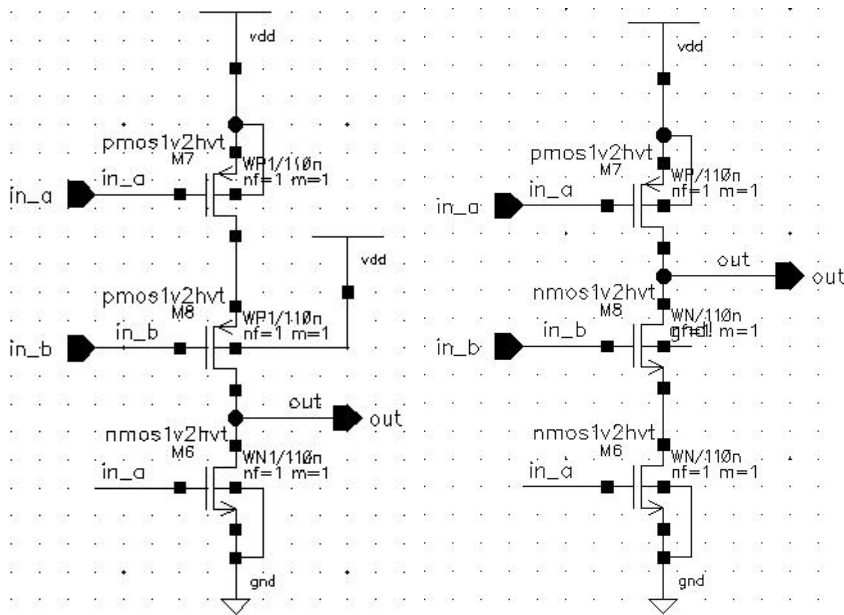 vdd
pmos1v2hvt
M7
WP1/110n
nf=1 m=1
in_a
in_a
vdd
pmos1v2hvt
M8
WP1/110n
nf=1 m=1
in_b
in_b
out
out
nmos1v2hvt
M6
WN1/110n
nf=1 m=1
in_a
gnd
vdd
pmos1v2hvt
M7
WP/110n
nf=1 m=1
in_a
in_a
out
out
nmos1v2hvt
M8
WN/110n
m=1
in_b
in_b
nmos1v2hvt
M6
WN/110n
nf=1 m=1
in_a
gnd